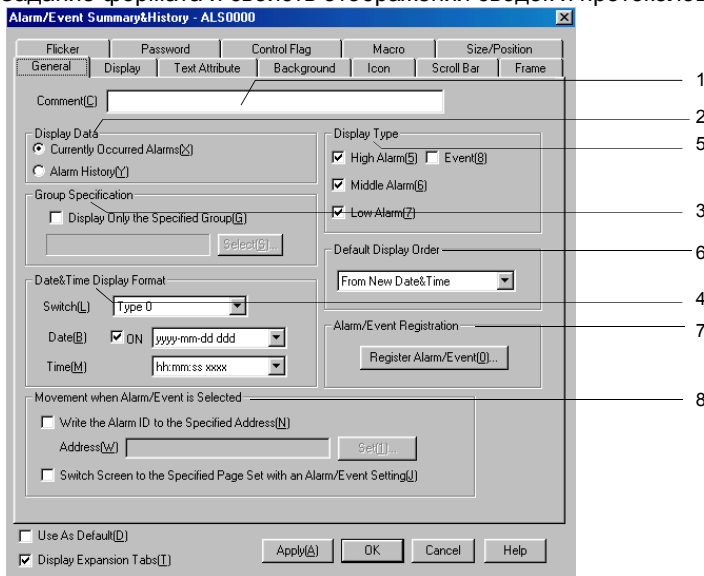 Задание формата и свойств отображения сводок и протоколов
Alarm/Event Summary&History - ALS0000
Flicker Password Control Flag Macro Size/Position
General Display Text Attribute Background Icon Scroll Bar Frame
Comment(C)
1
2
Display Data
Currently Occurred Alarms(X)
Alarm History(Y)
Display Type
5
High Alarm(5) Event(8)
Middle Alarm(6)
Low Alarm(7)
Group Specification
Display Only the Specified Group(G)
3
Select(S)...
Default Display Order
6
From New Date&Time
Date&Time Display Format
Switch(L) Type 0
4
Date(B) ON yyyy-mm-dd ddd
Time(M) hh:mm:ss xxxx
Alarm/Event Registration
7
Register Alarm/Event(0)...
Movement when Alarm/Event is Selected
8
Write the Alarm ID to the Specified Address(N)
Address(W) Set(1)...
Switch Screen to the Specified Page Set with an Alarm/Event Setting(J)
Use As Default(D)
Display Expansion Tabs(T)
Apply(A) OK Cancel Help